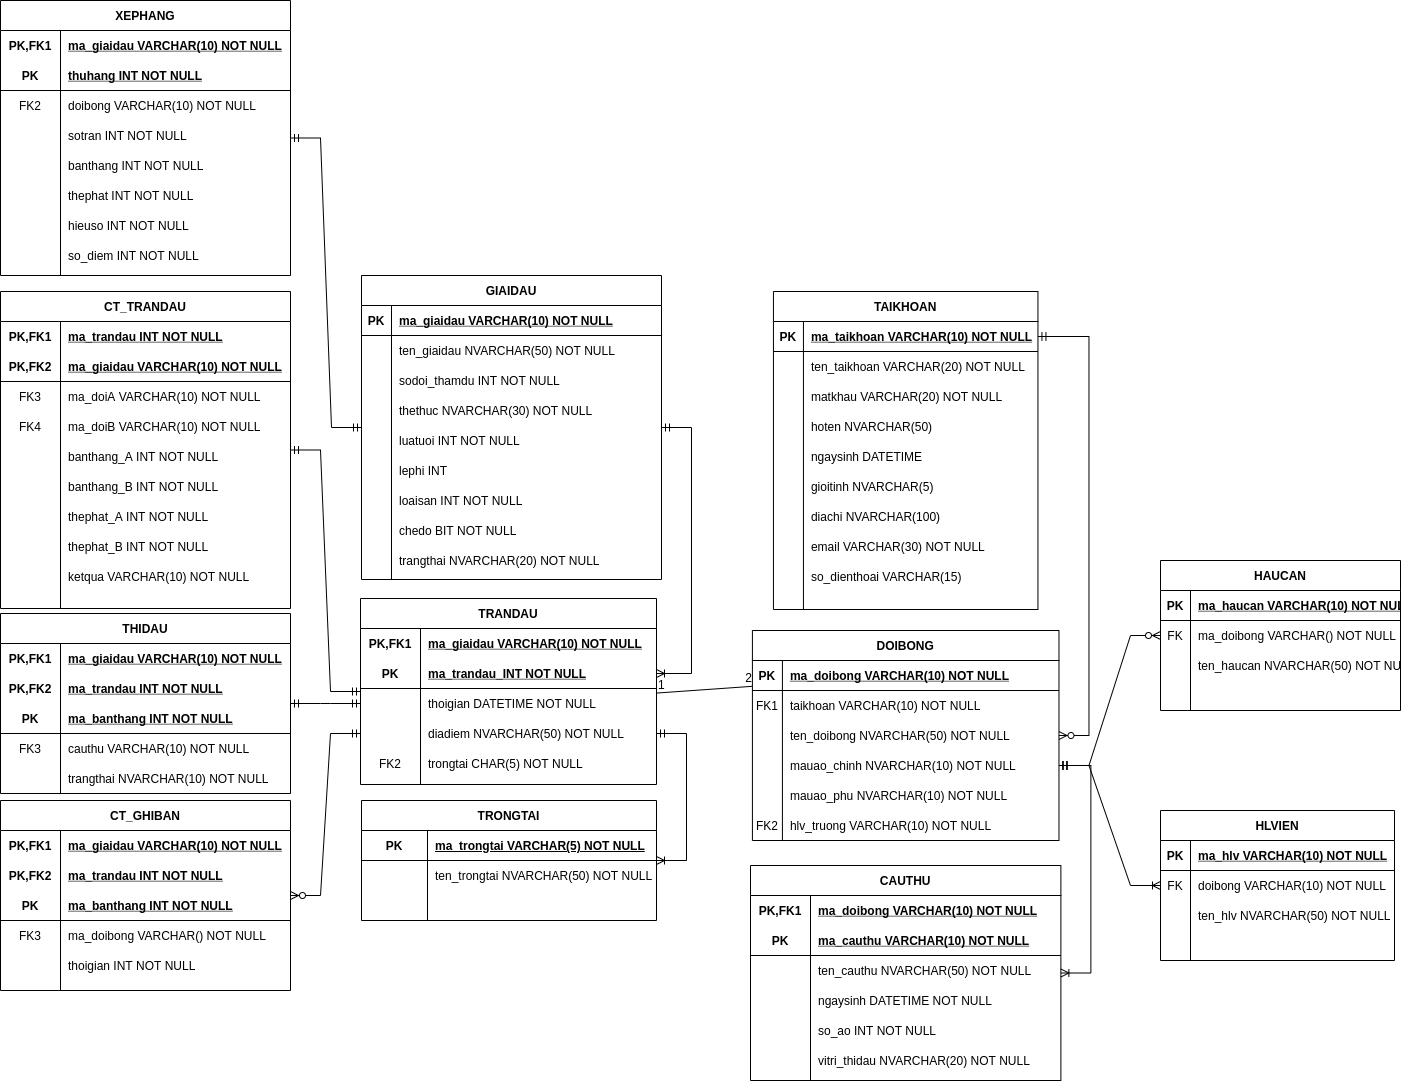 XEPHANG
PK,FK1 ma_giaidau VARCHAR(10) NOT NULL
PK thuhang INT NOT NULL
FK2 doibong VARCHAR(10) NOT NULL
sotran INT NOT NULL
banthang INT NOT NULL
thephat INT NOT NULL
hieuso INT NOT NULL
so_diem INT NOT NULL
CT_TRANDAU
PK,FK1 ma_trandau INT NOT NULL
PK,FK2 ma_giaidau VARCHAR(10) NOT NULL
FK3 ma_doiA VARCHAR(10) NOT NULL
FK4 ma_doiB VARCHAR(10) NOT NULL
banthang_A INT NOT NULL
banthang_B INT NOT NULL
thephat_A INT NOT NULL
thephat_B INT NOT NULL
ketqua VARCHAR(10) NOT NULL
THIDAU
PK,FK1 ma_giaidau VARCHAR(10) NOT NULL
PK,FK2 ma_trandau INT NOT NULL
PK ma_banthang INT NOT NULL
FK3 cauthu VARCHAR(10) NOT NULL
trangthai NVARCHAR(10) NOT NULL
CT_GHIBAN
PK,FK1 ma_giaidau VARCHAR(10) NOT NULL
PK,FK2 ma_trandau INT NOT NULL
PK ma_banthang INT NOT NULL
FK3 ma_doibong VARCHAR() NOT NULL
thoigian INT NOT NULL
GIAIDAU
PK ma_giaidau VARCHAR(10) NOT NULL
ten_giaidau NVARCHAR(50) NOT NULL
sodoi_thamdu INT NOT NULL
thethuc NVARCHAR(30) NOT NULL
luatuoi INT NOT NULL
lephi INT
loaisan INT NOT NULL
chedo BIT NOT NULL
trangthai NVARCHAR(20) NOT NULL
TRANDAU
PK,FK1 ma_giaidau VARCHAR(10) NOT NULL
PK ma_trandau INT NOT NULL
thoigian DATETIME NOT NULL
diadiem NVARCHAR(50) NOT NULL
FK2 trongtai CHAR(5) NOT NULL
1
2
TRONGTAI
PK ma_trongtai VARCHAR(5) NOT NULL
ten_trongtai NVARCHAR(50) NOT NULL
TAIKHOAN
PK ma_taikhoan VARCHAR(10) NOT NULL
ten_taikhoan VARCHAR(20) NOT NULL
matkhau VARCHAR(20) NOT NULL
hoten NVARCHAR(50)
ngaysinh DATETIME
gioitinh NVARCHAR(5)
diachi NVARCHAR(100)
email VARCHAR(30) NOT NULL
so_dienthoai VARCHAR(15)
DOIBONG
PK ma_doibong VARCHAR(10) NOT NULL
FK1 taikhoan VARCHAR(10) NOT NULL
ten_doibong NVARCHAR(50) NOT NULL
mauao_chinh NVARCHAR(10) NOT NULL
mauao_phu NVARCHAR(10) NOT NULL
FK2 hlv_truong VARCHAR(10) NOT NULL
CAUTHU
PK,FK1 ma_doibong VARCHAR(10) NOT NULL
PK ma_cauthu VARCHAR(10) NOT NULL
ten_cauthu NVARCHAR(50) NOT NULL
ngaysinh DATETIME NOT NULL
so_ao INT NOT NULL
vitri_thidau NVARCHAR(20) NOT NULL
HAUCAN
PK ma_haucan VARCHAR(10) NOT NUL
FK ma_doibong VARCHAR() NOT NULL
ten_haucan NVARCHAR(50) NOT NU
HLVIEN
PK ma_hlv VARCHAR(10) NOT NULL
FK doibong VARCHAR(10) NOT NULL
ten_hlv NVARCHAR(50) NOT NULL